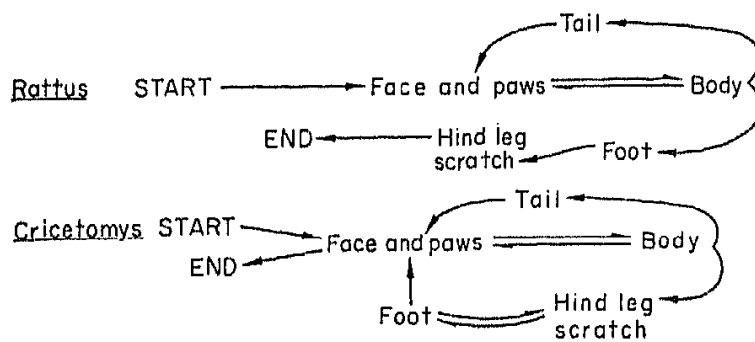 Tail
Rattus START Face and paws Body
END Hind leg scratch Foot
Tail
Cricetomys START Face and paws Body
END
Foot Hind leg scratch